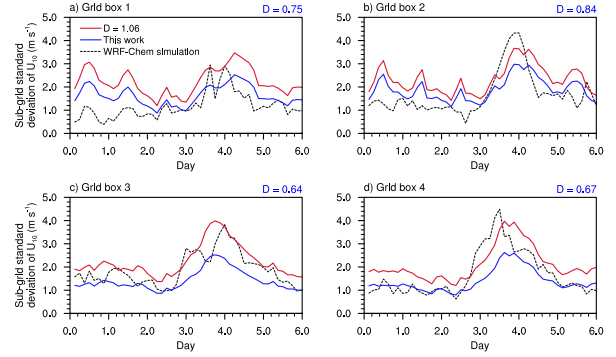 a) Grid box 1
D = 0.75
Sub-grid standard
deviation of U10 (m s-1)
5.0
4.0
3.0
2.0
1.0
0.0
D = 1.06
This work
WRF-Chem simulation
0.0 1.0 2.0 3.0 4.0 5.0 6.0
Day
b) Grid box 2
D = 0.84
5.0
4.0
3.0
2.0
1.0
0.0
0.0 1.0 2.0 3.0 4.0 5.0 6.0
Day
c) Grid box 3
D = 0.64
Sub-grid standard
deviation of U10 (m s-1)
5.0
4.0
3.0
2.0
1.0
0.0
0.0 1.0 2.0 3.0 4.0 5.0 6.0
Day
d) Grid box 4
D = 0.67
5.0
4.0
3.0
2.0
1.0
0.0
0.0 1.0 2.0 3.0 4.0 5.0 6.0
Day